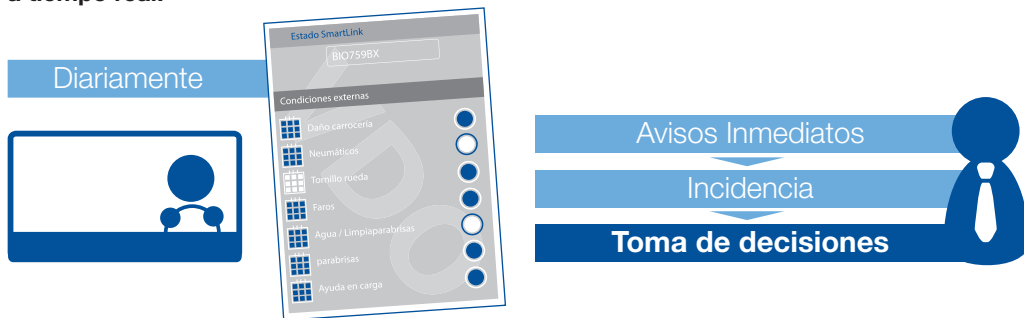 Diariamente
Estado SmartLink
BIO759BX
Condiciones externas
Daño carrocería
Neumáticos
Tornillo rueda
Faros
Agua / Limpiaparabrisas
parabrisas
Ayuda en carga
Avisos Inmediatos
Incidencia
Toma de decisiones